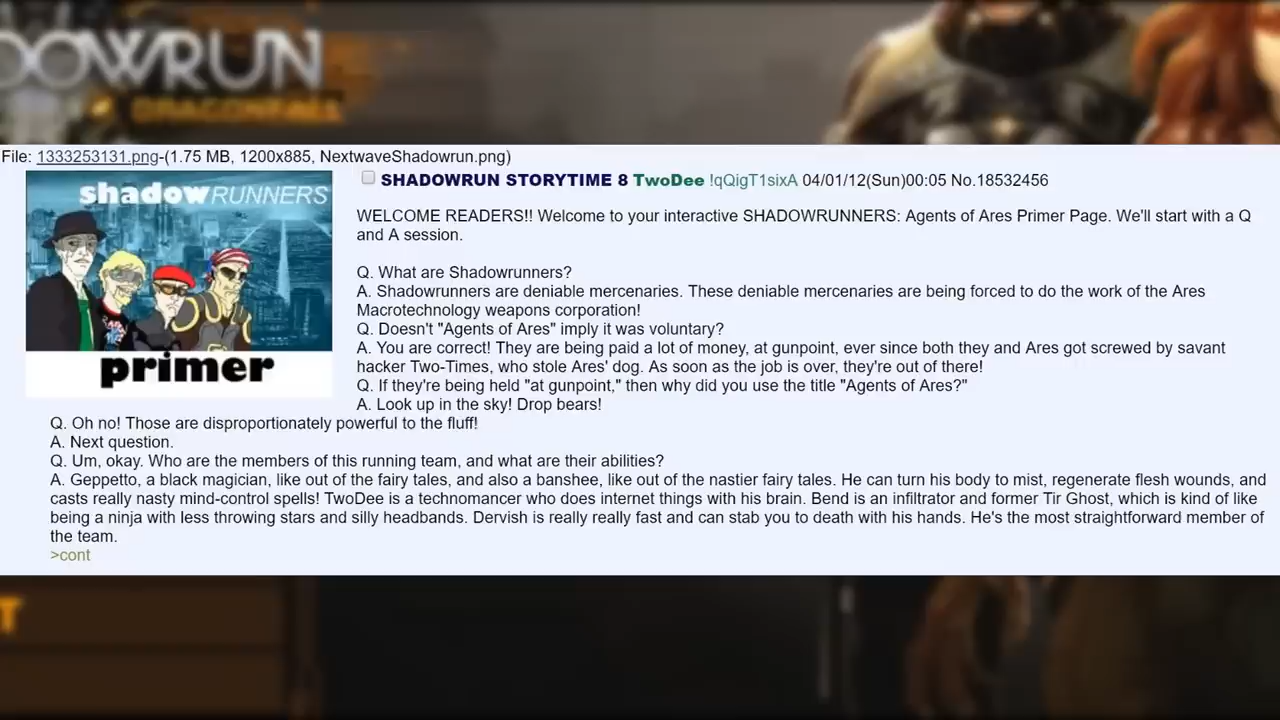 OWRUN
DRAGONFALL
File: 1333253131.png-(1.75 MB, 1200x885, NextwaveShadowrun.png)
shadowRUNNERS
primer
SHADOWRUN STORYTIME 8 TwoDee !qQigT1sixA 04/01/12(Sun)00:05 No.18532456
WELCOME READERS!! Welcome to your interactive SHADOWRUNNERS: Agents of Ares Primer Page. We'll start with a Q
and A session.
Q. What are Shadowrunners?
A. Shadowrunners are deniable mercenaries. These deniable mercenaries are being forced to do the work of the Ares
Macrotechnology weapons corporation!
Q. Doesn't "Agents of Ares" imply it was voluntary?
A. You are correct! They are being paid a lot of money, at gunpoint, ever since both they and Ares got screwed by savant
hacker Two-Times, who stole Ares' dog. As soon as the job is over, they're out of there!
Q. If they're being held "at gunpoint," then why did you use the title "Agents of Ares?"
A. Look up in the sky! Drop bears!
Q. Oh no! Those are disproportionately powerful to the fluff!
A. Next question.
Q. Um, okay. Who are the members of this running team, and what are their abilities?
A. Geppetto, a black magician, like out of the fairy tales, and also a banshee, like out of the nastier fairy tales. He can turn his body to mist, regenerate flesh wounds, and
casts really nasty mind-control spells! TwoDee is a technomancer who does internet things with his brain. Bend is an infiltrator and former Tir Ghost, which is kind of like
being a ninja with less throwing stars and silly headbands. Dervish is really really fast and can stab you to death with his hands. He's the most straightforward member of
the team.
>cont
T